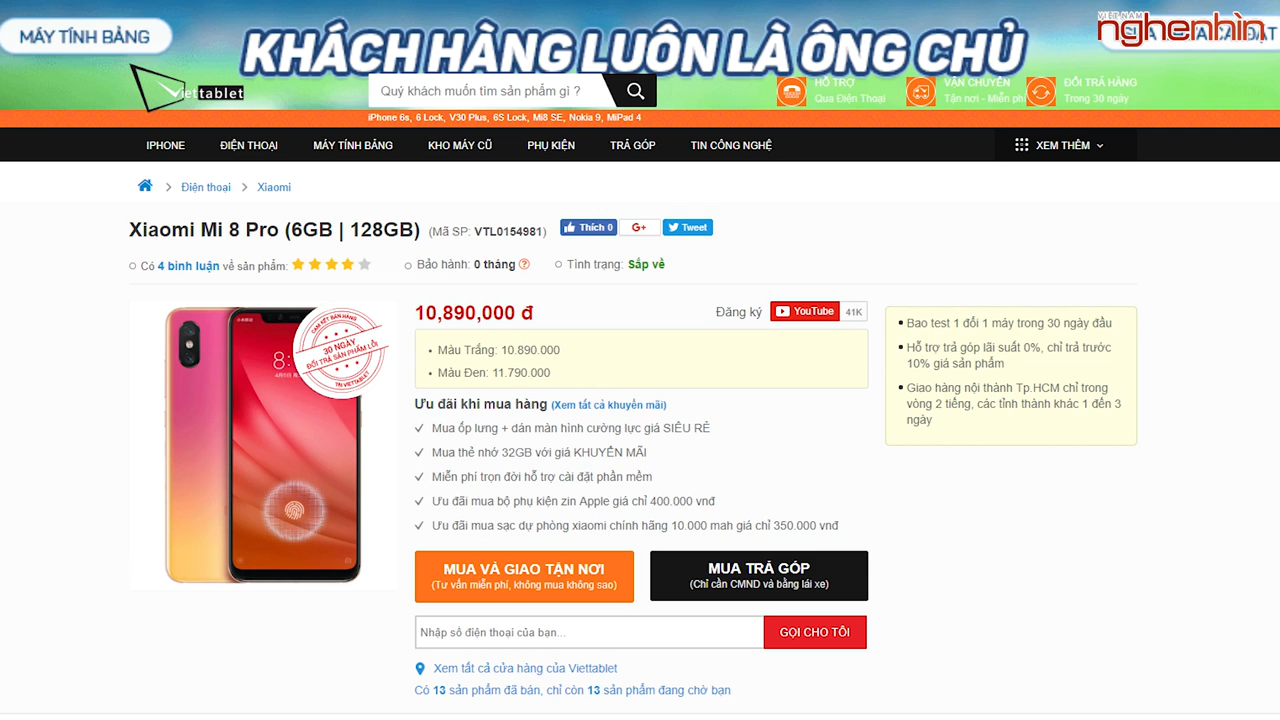 MÁY TÍNH BẢNG
KHÁCH HÀNG LUÔN LÀ ÔNG CHỦ
VIỆT NAM
nghenhìn
Viettablet
Quý khách muốn tìm sản phẩm gì ?
HỖ TRỢ
Qua Điện Thoại
VẬN CHUYỂN
Tận nơi - Miễn phí
ĐỔI TRẢ HÀNG
Trong 30 ngày
iPhone 6s, 6 Lock, V30 Plus, 6S Lock, Mi8 SE, Nokia 9, MiPad 4
IPHONE
ĐIỆN THOẠI
MÁY TÍNH BẢNG
KHO MÁY CŨ
PHỤ KIỆN
TRẢ GÓP
TIN CÔNG NGHỆ
XEM THÊM
Điện thoại
Xiaomi
Xiaomi Mi 8 Pro (6GB | 128GB) (Mã SP: VTL0154981)
Thích 0
G+
Tweet
Có 4 bình luận về sản phẩm:
Bảo hành: 0 tháng ?
Tình trạng: Sắp về
CAM KẾT BÁN HÀNG
30 NGÀY
ĐỔI TRẢ SẢN PHẨM LỖI
TẠI VIETTABLET
8:
10,890,000 đ
Đăng ký
YouTube
41K
Màu Trắng: 10.890.000
Màu Đen: 11.790.000
Ưu đãi khi mua hàng (Xem tất cả khuyến mãi)
Mua ốp lưng + dán màn hình cường lực giá SIÊU RẺ
Mua thẻ nhớ 32GB với giá KHUYẾN MÃI
Miễn phí trọn đời hỗ trợ cài đặt phần mềm
Ưu đãi mua bộ phụ kiện zin Apple giá chỉ 400.000 vnđ
Ưu đãi mua sạc dự phòng xiaomi chính hãng 10.000 mah giá chỉ 350.000 vnđ
Bao test 1 đổi 1 máy trong 30 ngày đầu
Hỗ trợ trả góp lãi suất 0%, chỉ trả trước
10% giá sản phẩm
Giao hàng nội thành Tp.HCM chỉ trong
vòng 2 tiếng, các tỉnh thành khác 1 đến 3
ngày
MUA VÀ GIAO TẬN NƠI
(Tư vấn miễn phí, không mua không sao)
MUA TRẢ GÓP
(Chỉ cần CMND và bằng lái xe)
Nhập số điện thoại của bạn...
GỌI CHO TÔI
Xem tất cả cửa hàng của Viettablet
Có 13 sản phẩm đã bán, chỉ còn 13 sản phẩm đang chờ bạn